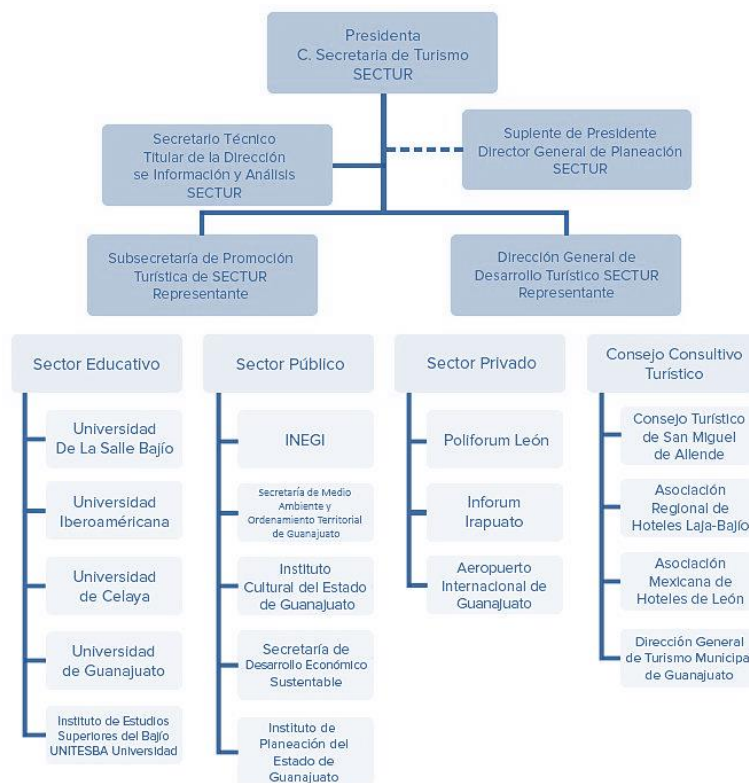 Presidenta
C. Secretaria de Turismo
SECTUR
Secretario Técnico
Titular de la Dirección
se Información y Análisis
SECTUR
Suplente de Presidente
Director General de Planeación
SECTUR
Subsecretaría de Promoción
Turística de SECTUR
Representante
Dirección General de
Desarrollo Turístico SECTUR
Representante
Sector Educativo
Universidad
De La Salle Bajío
Universidad
Iberoaméricana
Universidad
de Celaya
Universidad
de Guanajuato
Instituto de Estudios
Superiores del Bajío
UNITESBA Universidad
Sector Público
INEGI
Secretaría de Medio
Ambiente y
Ordenamiento Territorial
de Guanajuato
Instituto
Cultural del Estado
de Guanajuato
Secretaría de
Desarrollo Económico
Sustentable
Instituto de
Planeación del
Estado de
Guanajuato
Sector Privado
Poliforum León
Inforum
Irapuato
Aeropuerto
Internacional de
Guanajuato
Consejo Consultivo
Turístico
Consejo Turístico
de San Miguel
de Allende
Asociación
Regional de
Hoteles Laja-Bajío
Asociación
Mexicana de
Hoteles de León
Dirección General
de Turismo Municipa
de Guanajuato